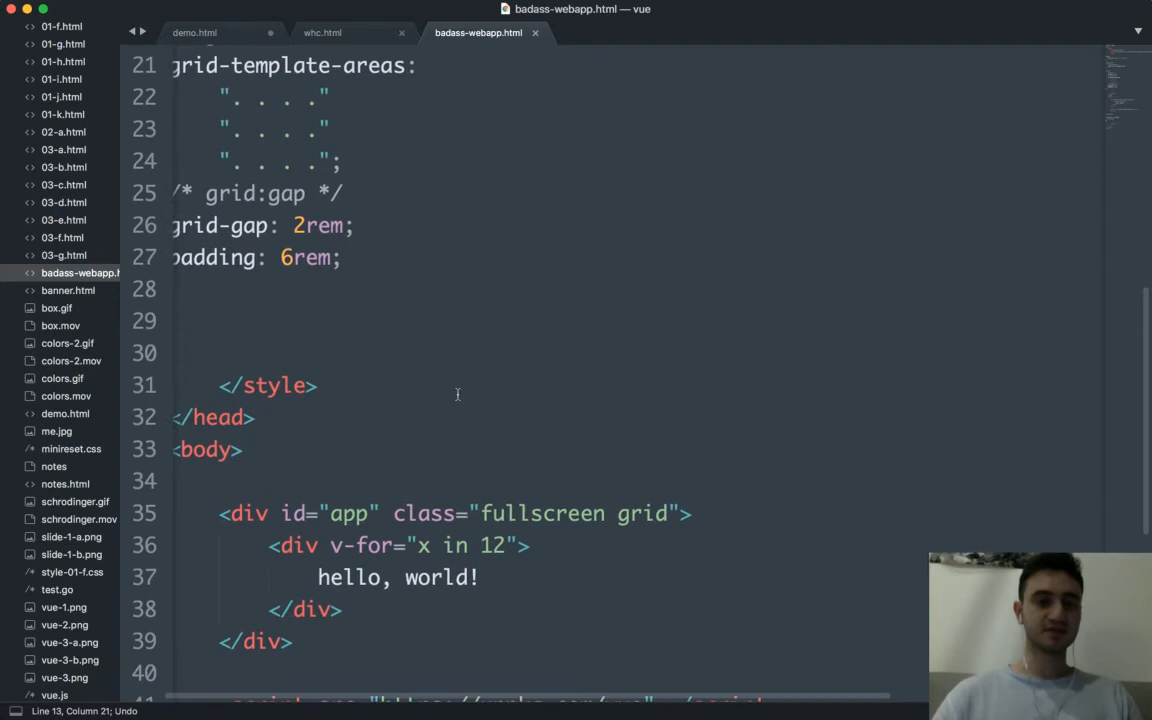 badass-webapp.html — vue
demo.html
whc.html
badass-webapp.html
01-f.html
01-g.html
01-h.html
01-i.html
01-j.html
01-k.html
02-a.html
03-a.html
03-b.html
03-c.html
03-d.html
03-e.html
03-f.html
03-g.html
badass-webapp.h
banner.html
box.gif
box.mov
colors-2.gif
colors-2.mov
colors.gif
colors.mov
demo.html
me.jpg
minireset.css
notes
notes.html
schrodinger.gif
schrodinger.mov
slide-1-a.png
slide-1-b.png
style-01-f.css
test.go
vue-1.png
vue-2.png
vue-3-a.png
vue-3-b.png
vue-3.png
vue.js
21 grid-template-areas:
22 ". . . ."
23 ". . . ."
24 ". . . .";
25 /* grid:gap */
26 grid-gap: 2rem;
27 padding: 6rem;
28
29
30
31 </style>
32 </head>
33 <body>
34
35 <div id="app" class="fullscreen grid">
36 <div v-for="x in 12">
37 hello, world!
38 </div>
39 </div>
40
Line 13, Column 21; Undo